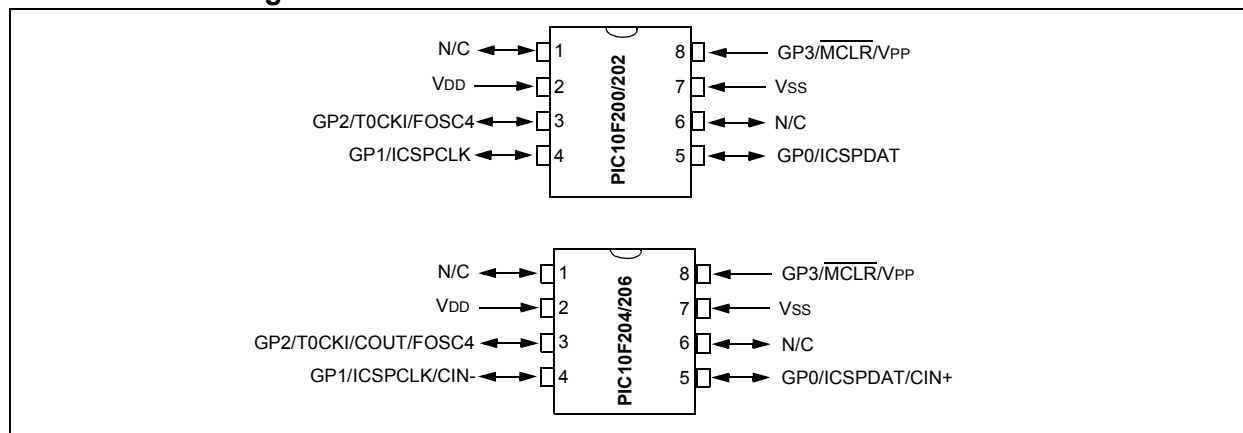 N/C 1 8 GP3/MCLR/VPP
VDD 2 7 VSS
GP2/T0CKI/FOSC4 3 6 N/C
GP1/ICSPCLK 4 5 GP0/ICSPDAT
PIC10F200/202
N/C 1 8 GP3/MCLR/VPP
VDD 2 7 VSS
GP2/T0CKI/COUT/FOSC4 3 6 N/C
GP1/ICSPCLK/CIN- 4 5 GP0/ICSPDAT/CIN+
PIC10F204/206